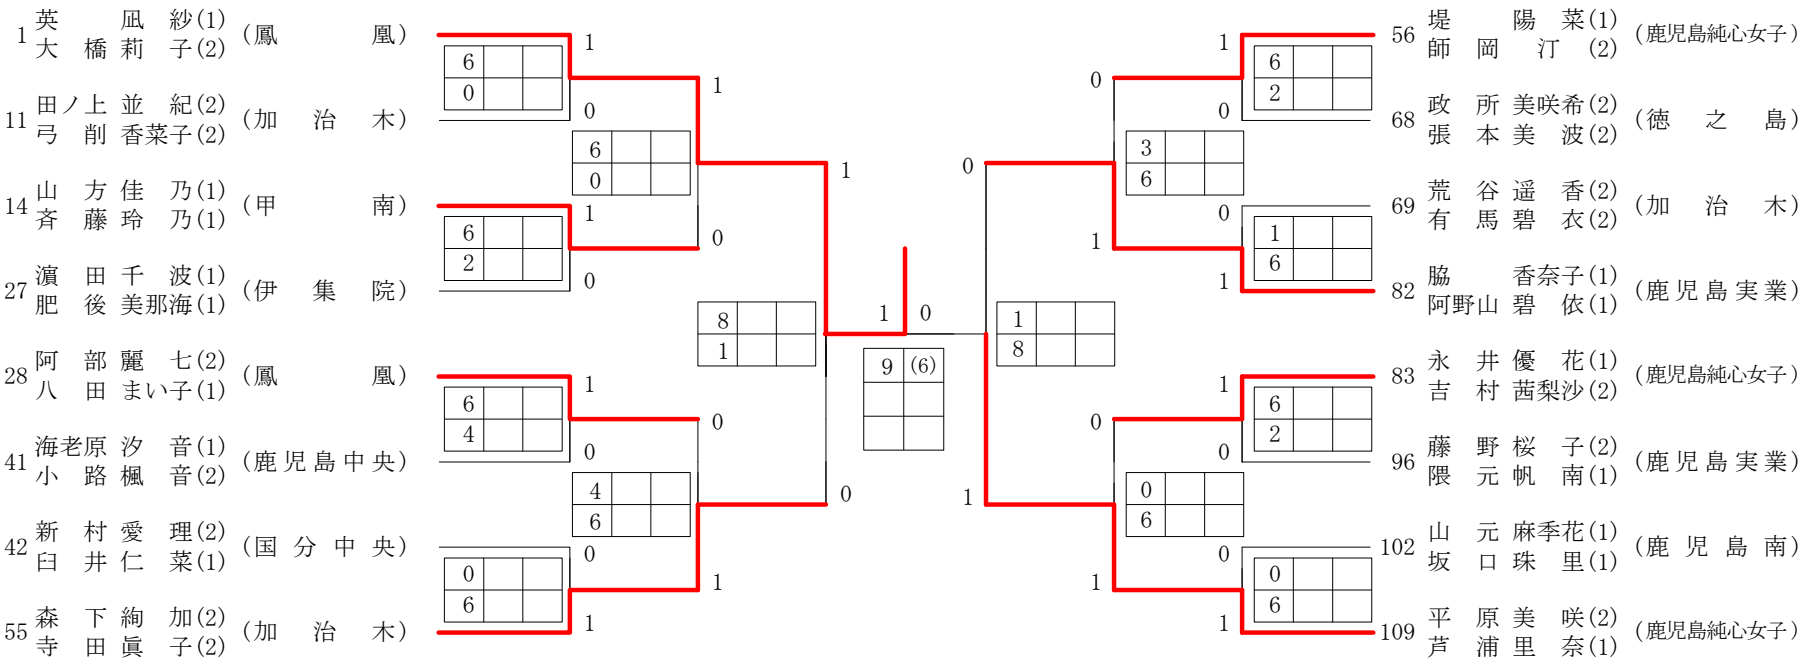 1 英 凪 紗(1) (鳳 凰)
大 橋 莉 子(2)
11 田ノ上 並 紀(2) (加 治 木)
弓 削 香菜子(2)
14 山 方 佳 乃(1) (甲 南)
斉 藤 玲 乃(1)
27 濵 田 千 波(1) (伊 集 院)
肥 後 美那海(1)
28 阿 部 麗 七(2) (鳳 凰)
八 田 まい子(1)
41 海老原 汐 音(1) (鹿児島中央)
小 路 楓 音(2)
42 新 村 愛 理(2) (国分中央)
臼 井 仁 菜(1)
55 森 下 絢 加(2) (加 治 木)
寺 田 眞 子(2)
1
6
0
0
1
6
0
1
6
2
0
0
1
8
1
1
6
4
0
0
4
6
0
0
0
6
1
1
1 0
9 (6)
0
1
8
1
1
6
2
0
0
3
6
0
1
6
1
1
1
6
2
0
0
6
0
0
6
1
1
56 堤 陽 菜(1) (鹿児島純心女子)
師 岡 汀 (2)
68 政 所 美咲希(2) (徳 之 島)
張 本 美 波(2)
69 荒 谷 遥 香(2) (加 治 木)
有 馬 碧 衣(2)
82 脇 香奈子(1) (鹿児島実業)
阿野山 碧 依(1)
83 永 井 優 花(1) (鹿児島純心女子)
吉 村 茜梨沙(2)
96 藤 野 桜 子(2) (鹿児島実業)
隈 元 帆 南(1)
102 山 元 麻季花(1) (鹿児島南)
坂 口 珠 里(1)
109 平 原 美 咲(2) (鹿児島純心女子)
芦 浦 里 奈(1)